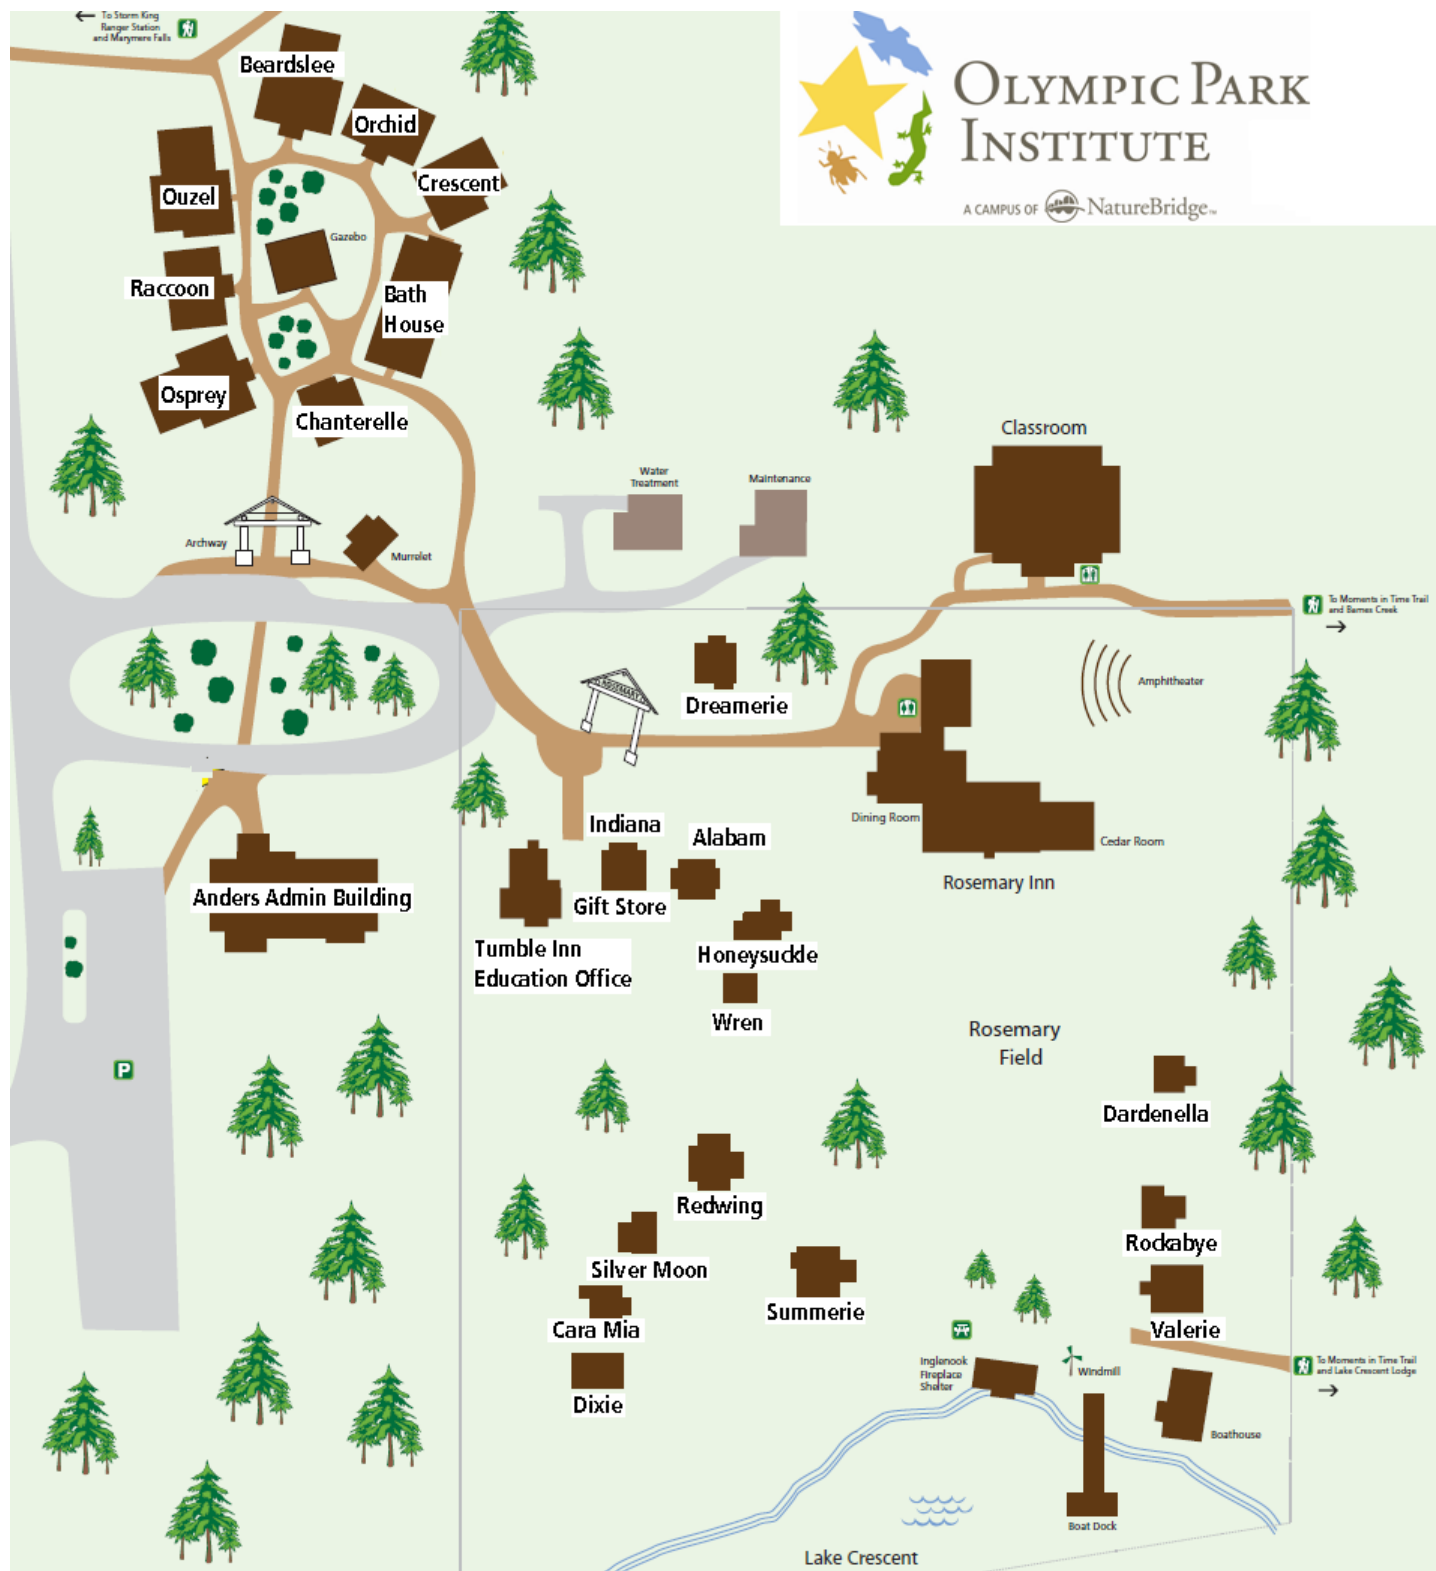 To Storm King
Ranger Station
and Marymere Falls
OLYMPIC PARK
INSTITUTE
A CAMPUS OF NatureBridge™
Beardslee
Orchid
Crescent
Ouzel
Gazebo
Raccoon
Bath
House
Osprey
Chanterelle
Classroom
Water
Treatment
Maintenance
Archway
Murrelet
To Moments in Time Trail
and Barnes Creek
ROSEMARY
Dreamerie
Amphitheater
Dining Room
Cedar Room
Rosemary Inn
Indiana
Alabam
Anders Admin Building
Gift Store
Tumble Inn
Education Office
Honeysuckle
Wren
Rosemary
Field
P
Dardenella
Redwing
Rockabye
Silver Moon
Summerie
Cara Mia
Valerie
Dixie
Inglenook
Fireplace
Shelter
Windmill
To Moments in Time Trail
and Lake Crescent Lodge
Boathouse
Boat Dock
Lake Crescent